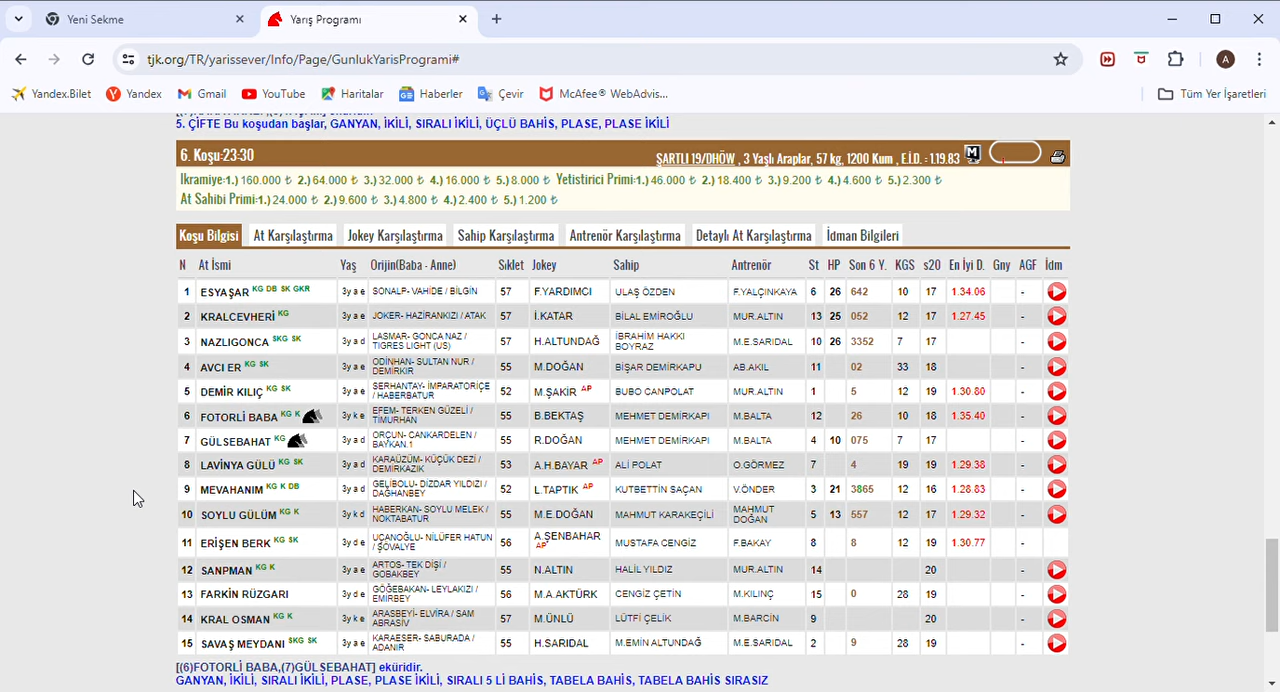 Yeni Sekme
Yarış Programı
tjk.org/TR/yarissever/Info/Page/GunlukYarisProgrami#
A
Yandex.Bilet Yandex Gmail YouTube Haritalar Haberler Çevir McAfee® WebAdvis... Tüm Yer İşaretleri
5. ÇİFTE Bu koşudan başlar, GANYAN, İKİLİ, SIRALI İKİLİ, ÜÇLÜ BAHİS, PLASE, PLASE İKİLİ
6. Koşu:23-30 ŞARTLI 19/DHÖW , 3 Yaşlı Araplar, 57 kg, 1200 Kum , E.İ.D. : 1.19.83 M
Ikramiye:1.) 160.000 ₺ 2.) 64.000 ₺ 3.) 32.000 ₺ 4.) 16.000 ₺ 5.) 8.000 ₺ Yetistirici Primi:1.) 46.000 ₺ 2.) 18.400 ₺ 3.) 9.200 ₺ 4.) 4.600 ₺ 5.) 2.300 ₺
At Sahibi Primi:1.) 24.000 ₺ 2.) 9.600 ₺ 3.) 4.800 ₺ 4.) 2.400 ₺ 5.) 1.200 ₺
Koşu Bilgisi At Karşılaştırma Jokey Karşılaştırma Sahip Karşılaştırma Antrenör Karşılaştırma Detaylı At Karşılaştırma İdman Bilgileri
N At İsmi Yaş Orijin(Baba - Anne) Sıklet Jokey Sahip Antrenör St HP Son 6 Y. KGS s20 En İyi D. Gny AGF İdm
1 ESYAŞAR KG DB SK GKR 3y a e SONALP- VAHİDE / BİLGİN 57 F.YARDIMCI ULAŞ ÖZDEN F.YALÇINKAYA 6 26 642 10 17 1.34.06 -
2 KRALCEVHERİ KG 3y a e JOKER- HAZİRANKIZI / ATAK 57 İ.KATAR BİLAL EMİROĞLU MUR.ALTIN 13 25 052 12 17 1.27.45 -
3 NAZLIGONCA SKG SK 3y a d LASMAR- GONCA NAZ / TIGRES LIGHT (US) 57 H.ALTUNDAĞ İBRAHİM HAKKI BOYRAZ M.E.SARIDAL 10 26 3352 7 17 -
4 AVCI ER KG SK 3y a e ODİNHAN- SULTAN NUR / DEMİRKIR 55 M.DOĞAN BİŞAR DEMİRKAPU AB.AKIL 11 02 33 18 -
5 DEMİR KILIÇ KG SK 3y a e SERHANTAY- İMPARATORİÇE / HABERBATUR 52 M.ŞAKİR AP BUBO CANPOLAT MUR.ALTIN 1 5 12 19 1.30.80 -
6 FOTORLİ BABA KG K 3y k e EFEM- TERKEN GÜZELİ / TİMURHAN 55 B.BEKTAŞ MEHMET DEMİRKAPI M.BALTA 12 26 10 18 1.35.40 -
7 GÜLSEBAHAT KG 3y a d ORÇUN- CANKARDELEN / BAYKAN.1 55 R.DOĞAN MEHMET DEMİRKAPI M.BALTA 4 10 075 7 17 -
8 LAVİNYA GÜLÜ KG SK 3y a d KARAÜZÜM- KÜÇÜK DEZİ / DEMİRKAZIK 53 A.H.BAYAR AP ALİ POLAT O.GÖRMEZ 7 4 19 19 1.29.38 -
9 MEVAHANIM KG K DB 3y a d GELİBOLU- DİZDAR YILDIZI / DAĞHANBEY 52 L.TAPTIK AP KUTBETTİN SAÇAN V.ÖNDER 3 21 3865 12 16 1.28.83 -
10 SOYLU GÜLÜM KG K 3y k d HABERKAN- SOYLU MELEK / NOKTABATUR 55 M.E.DOĞAN MAHMUT KARAKEÇİLİ MAHMUT DOĞAN 5 13 557 12 17 1.29.32 -
11 ERİŞEN BERK KG SK 3y d e UÇANOĞLU- NİLÜFER HATUN / ŞÖVALYE 56 A.ŞENBAHAR AP MUSTAFA CENGİZ F.BAKAY 8 8 12 19 1.30.77 -
12 SANPMAN KG K 3y a e ARTOS- TEK DİŞİ / GOBAKBEY 55 N.ALTIN HALİL YILDIZ MUR.ALTIN 14 20 -
13 FARKİN RÜZGARI 3y d e GÖĞEBAKAN- LEYLAKIZI / EMİRBEY 56 M.A.AKTÜRK CENGİZ ÇETİN M.KILINÇ 15 0 28 19 -
14 KRAL OSMAN KG K 3y k e ARASBEYİ- ELVİRA / SAM ABRASİV 57 M.ÜNLÜ LÜTFİ ÇELİK M.BARCIN 9 20 -
15 SAVAŞ MEYDANI SKG SK 3y a e KARAESER- SABURADA / ADANIR 55 H.SARIDAL M.EMİN ALTUNDAĞ M.E.SARIDAL 2 9 28 19 -
[(6)FOTORLİ BABA,(7)GÜLSEBAHAT] eküridir.
GANYAN, İKİLİ, SIRALI İKİLİ, PLASE, PLASE İKİLİ, SIRALI 5 Lİ BAHİS, TABELA BAHİS, TABELA BAHİS SIRASIZ